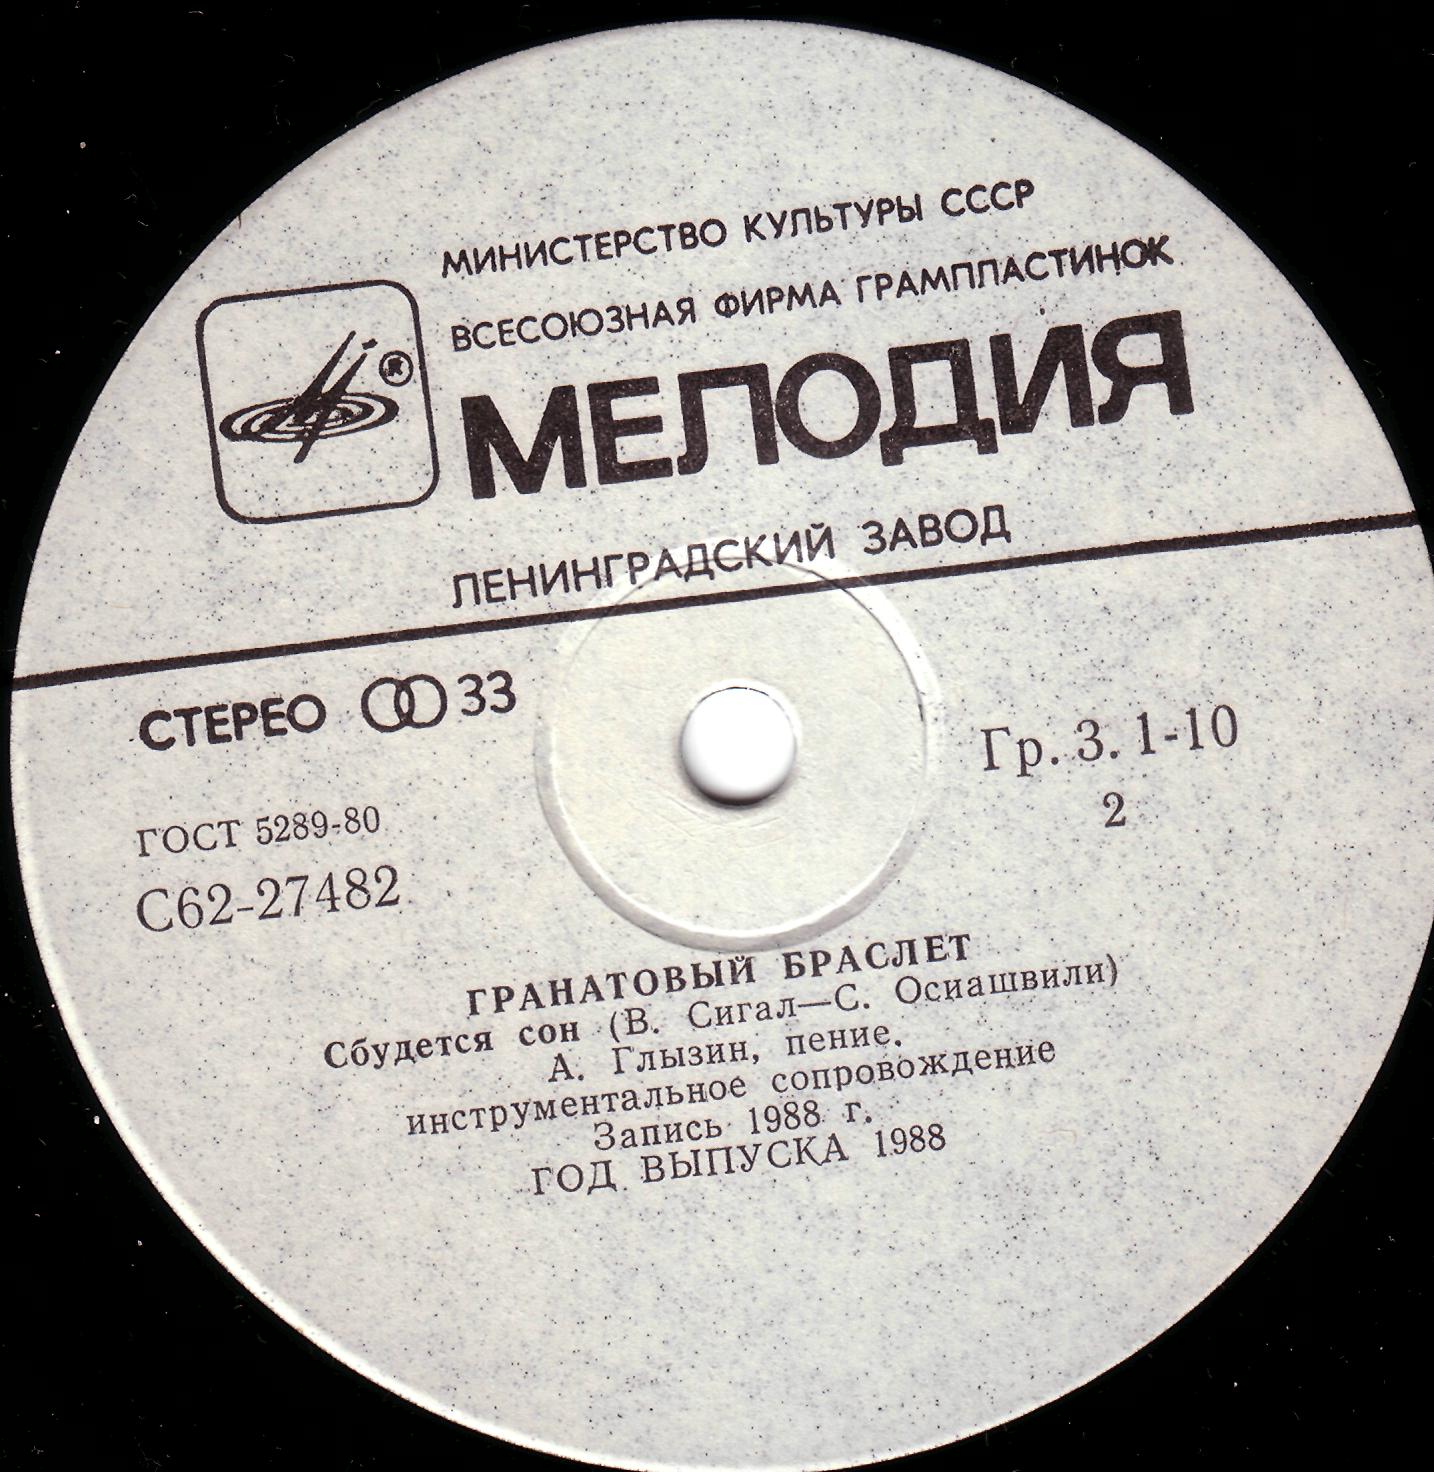 МИНИСТЕРСТВО КУЛЬТУРЫ СССР
ВСЕСОЮЗНАЯ ФИРМА ГРАМПЛАСТИНОК
МЕЛОДИЯ
ЛЕНИНГРАДСКИЙ ЗАВОД
СТЕРЕО 33
Гр. 3. 1-10
2
ГОСТ 5289-80
С62-27482
ГРАНАТОВЫЙ БРАСЛЕТ
Сбудется сон (В. Сигал—С. Осиашвили)
А. Глызин, пение.
инструментальное сопровождение
Запись 1988 г.
ГОД ВЫПУСКА 1988